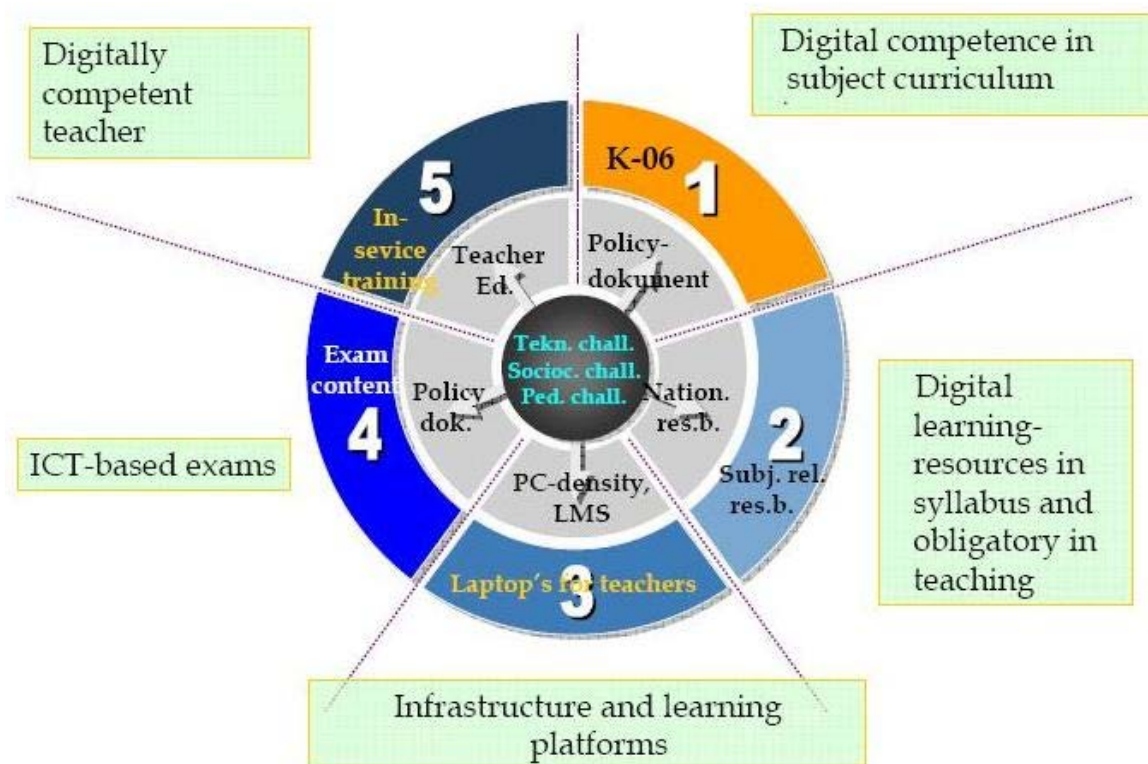 Digitally
competent
teacher
Digital competence in
subject curriculum
.
K-06
1
5
In-
sevice
training
Teacher
Ed.
Policy-
dokument
Tekn. chall.
Socioc. chall.
Ped. chall.
Exam
content
4
Policy
dok.
Nation.
res.b.
2
Subj. rel.
res.b.
PC-density,
LMS
3
Laptop's for teachers
ICT-based exams
Digital
learning-
resources in
syllabus and
obligatory in
teaching
Infrastructure and learning
platforms